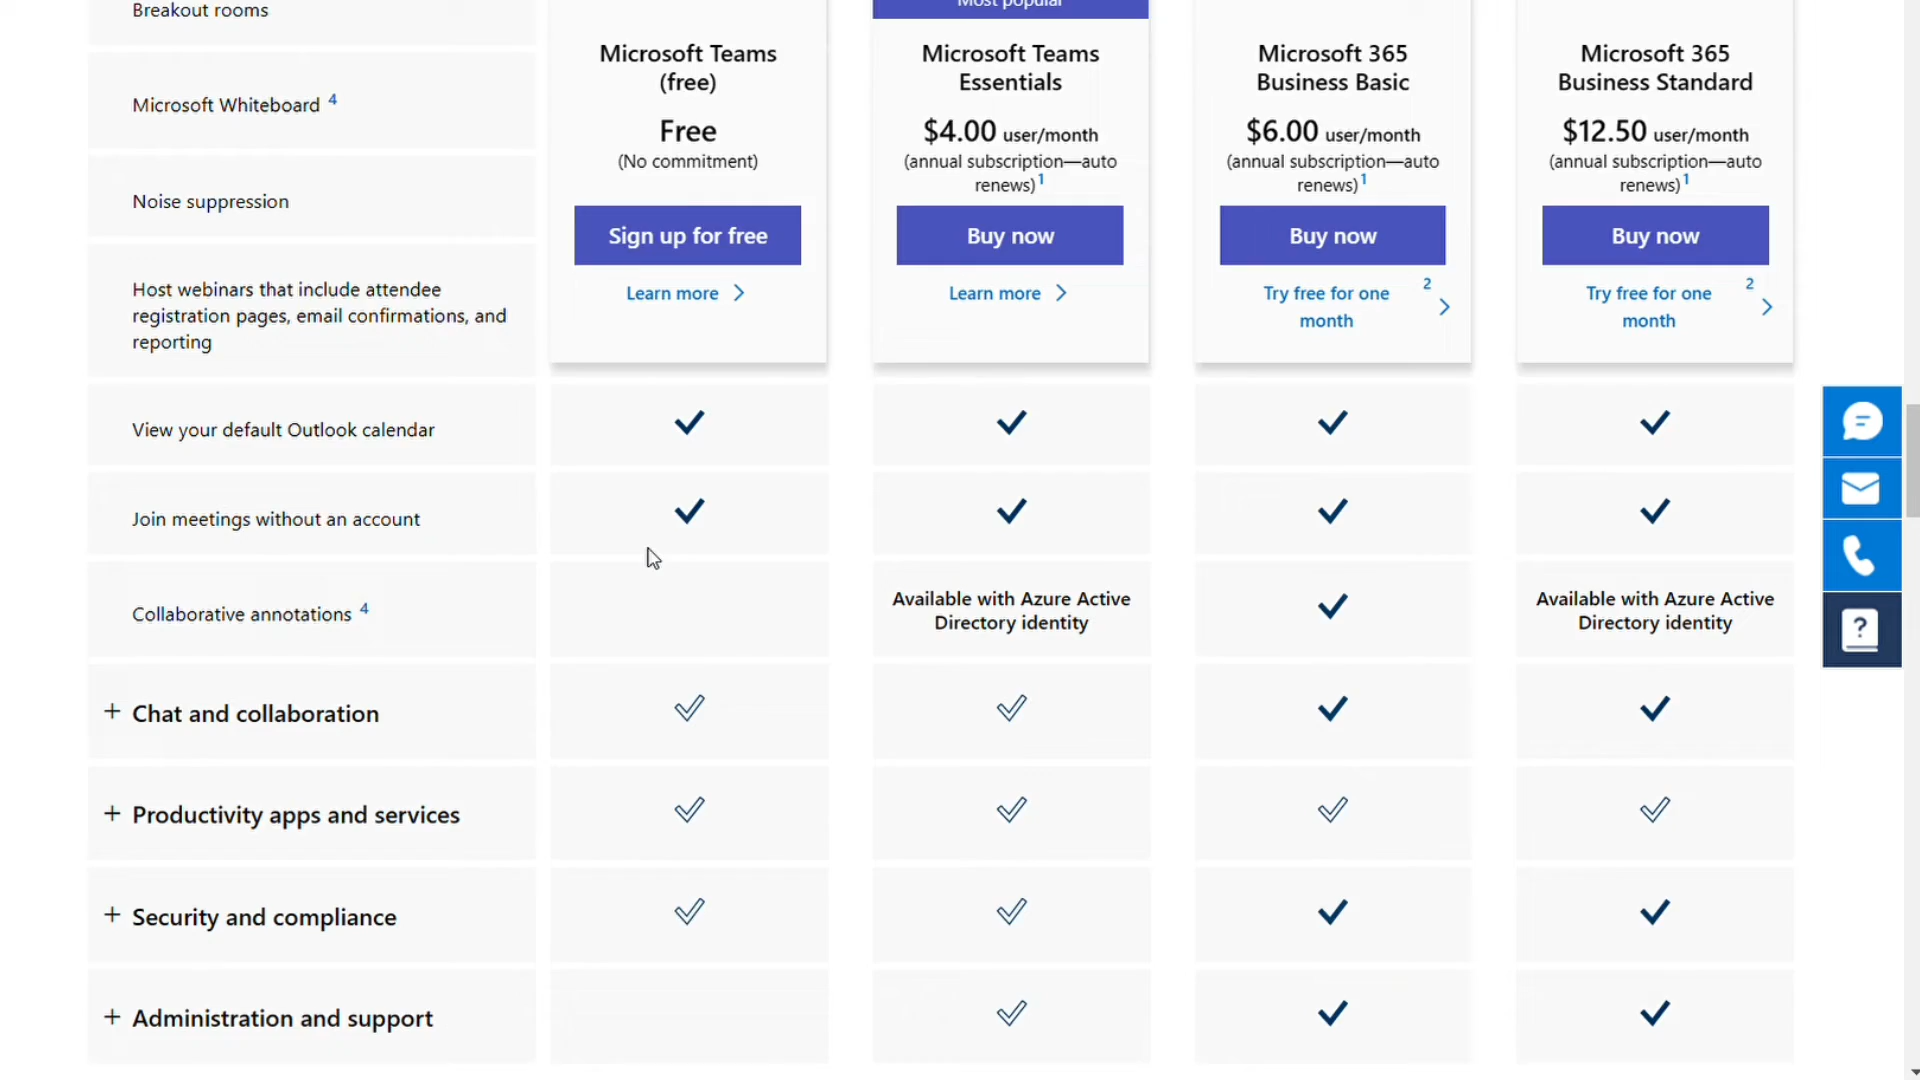 Breakout rooms
Most popular
Microsoft Teams
(free)
Microsoft Teams
Essentials
Microsoft 365
Business Basic
Microsoft 365
Business Standard
Microsoft Whiteboard 4
Free
$4.00 user/month
$6.00 user/month
$12.50 user/month
(No commitment)
(annual subscription—auto
renews)1
(annual subscription—auto
renews)1
(annual subscription—auto
renews)1
Noise suppression
Sign up for free
Buy now
Buy now
Buy now
Host webinars that include attendee
registration pages, email confirmations, and
reporting
Learn more
Learn more
Try free for one 2
month
Try free for one 2
month
View your default Outlook calendar
Join meetings without an account
Collaborative annotations 4
Available with Azure Active
Directory identity
Available with Azure Active
Directory identity
+ Chat and collaboration
+ Productivity apps and services
+ Security and compliance
+ Administration and support